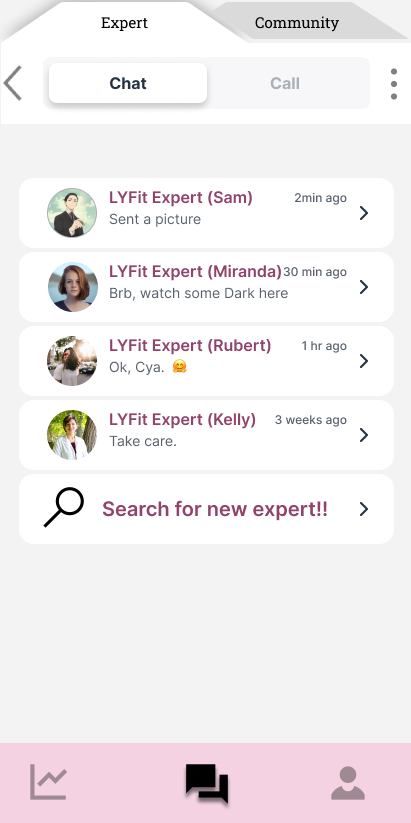 Expert
Community
Chat
Call
LYFit Expert (Sam)
2min ago
Sent a picture
LYFit Expert (Miranda)
30 min ago
Brb, watch some Dark here
LYFit Expert (Rubert)
1 hr ago
Ok, Cya. 🤗
LYFit Expert (Kelly)
3 weeks ago
Take care.
Search for new expert!!